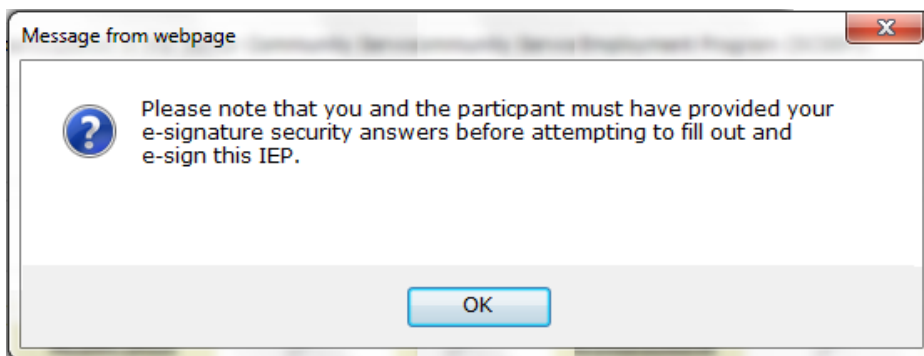 Message from webpage
Please note that you and the particpant must have provided your
e-signature security answers before attempting to fill out and
e-sign this IEP.
OK